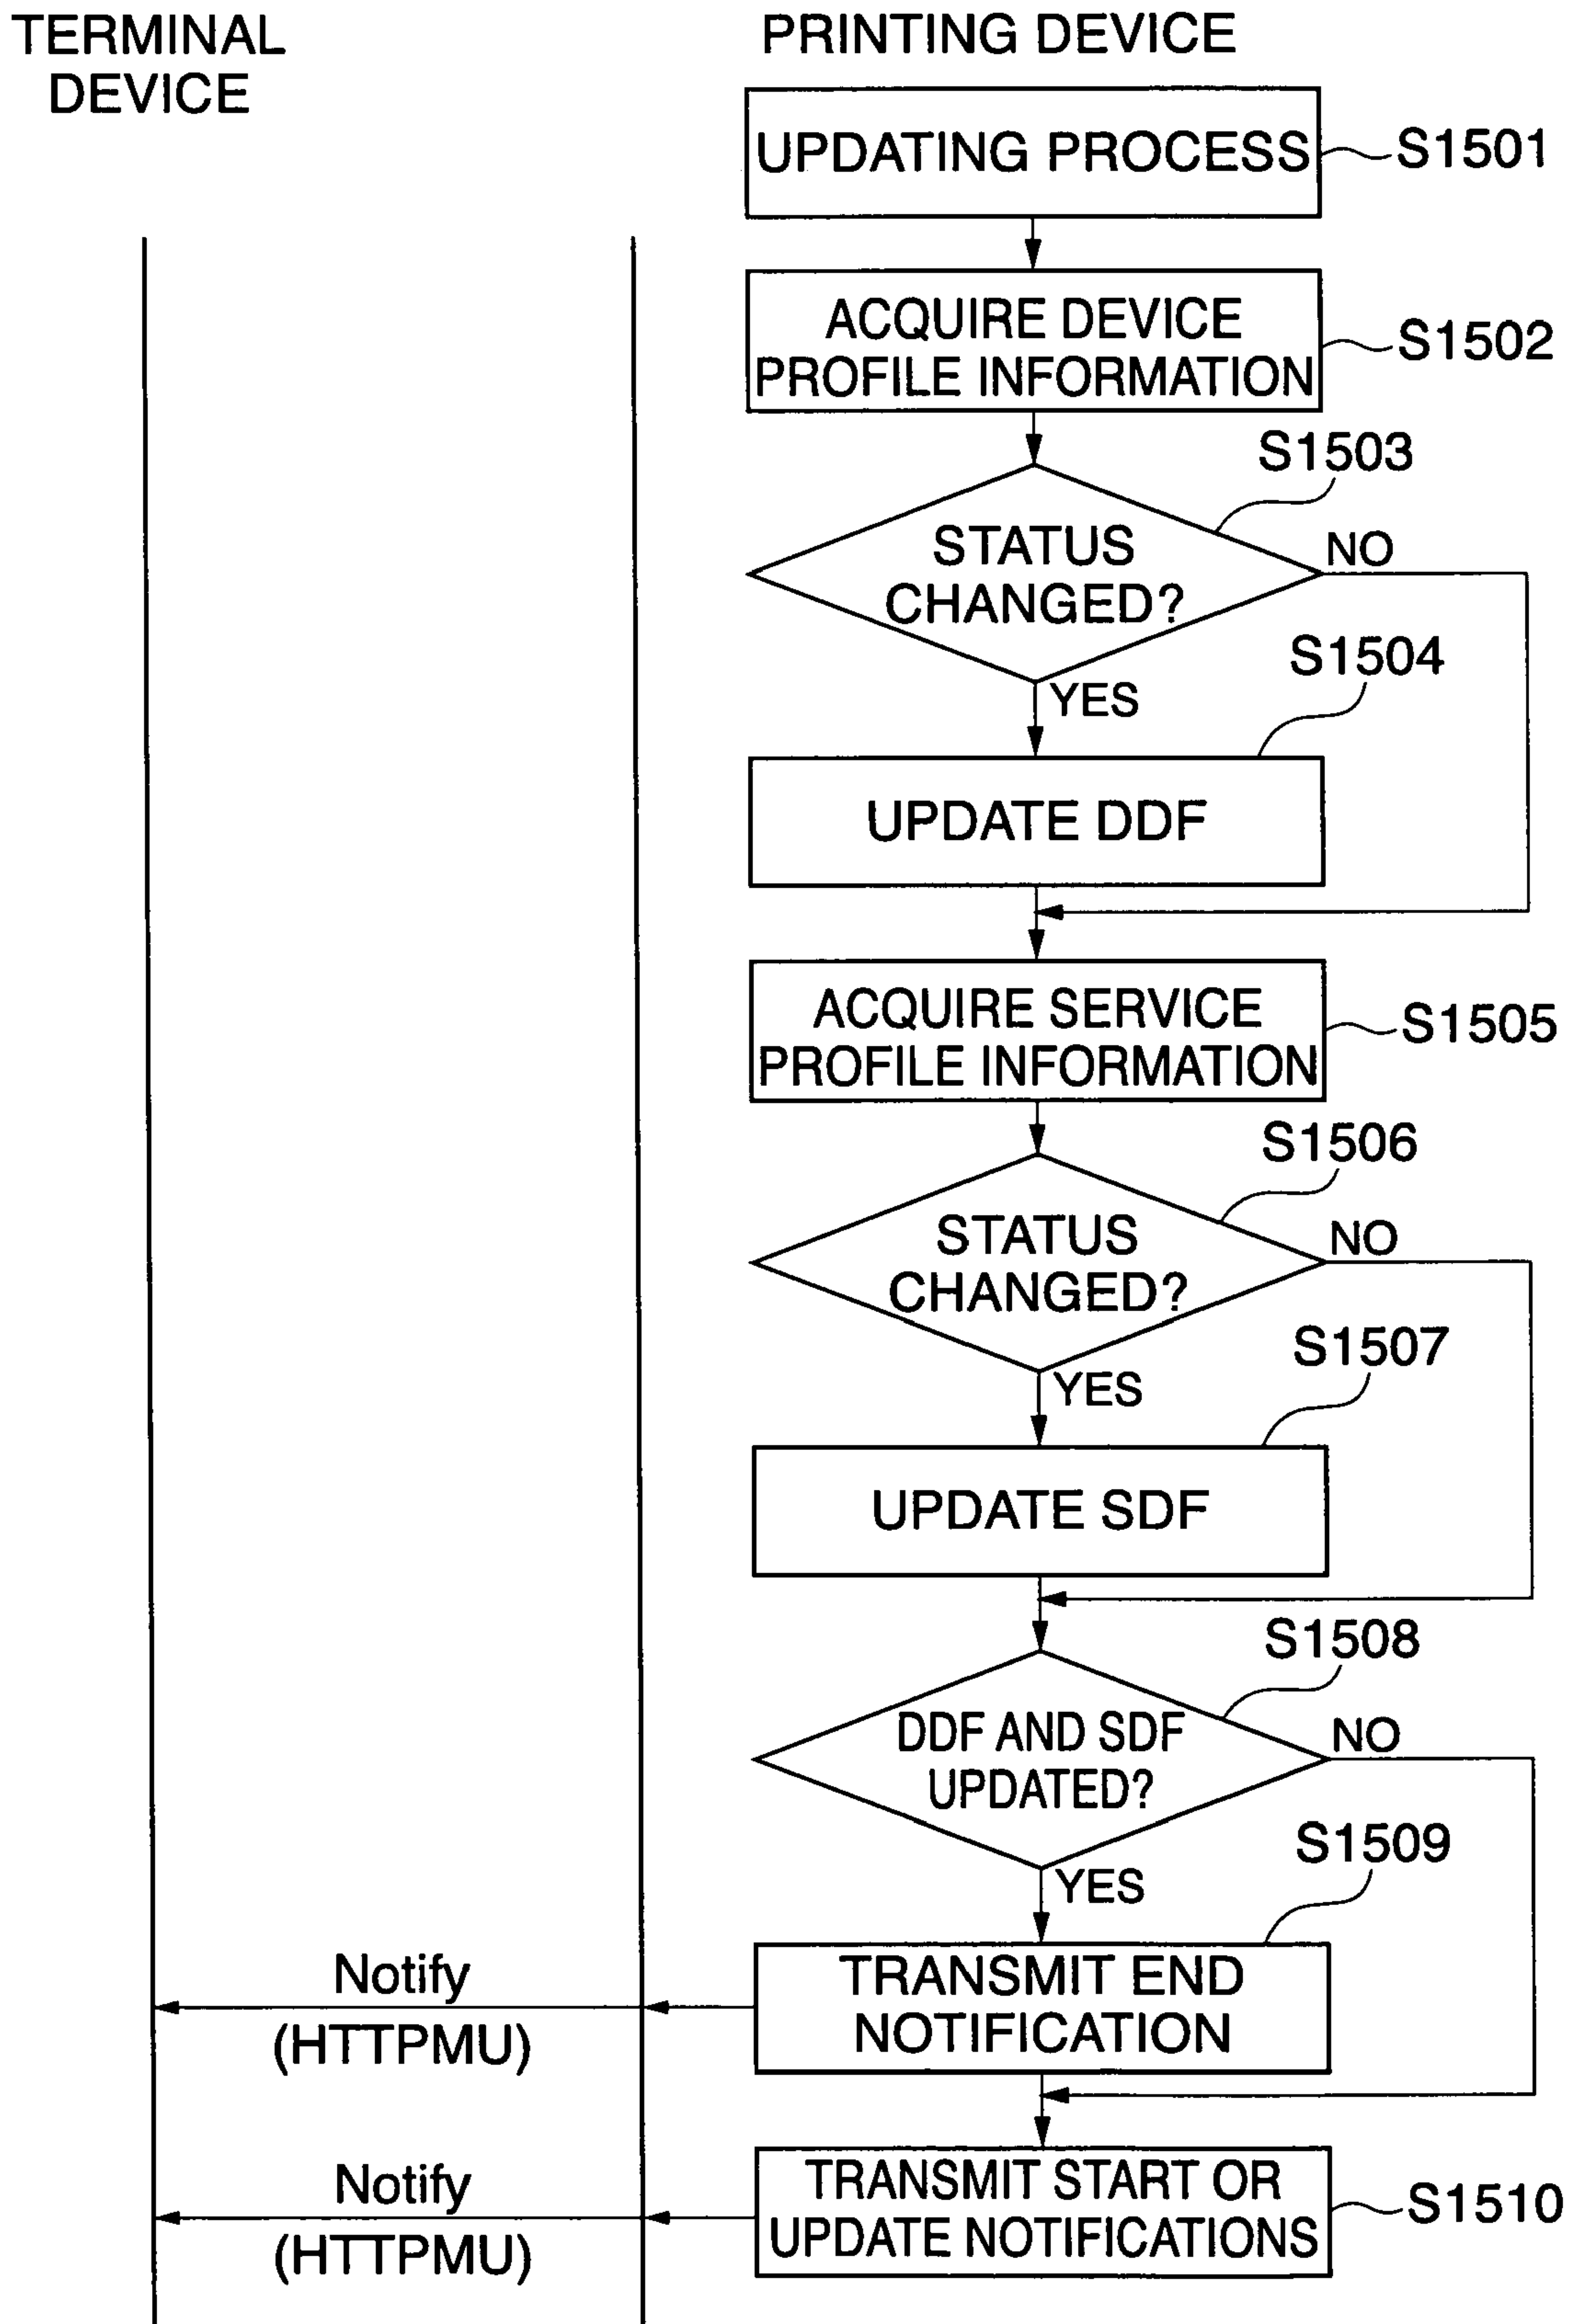 TERMINAL
DEVICE
PRINTING DEVICE
UPDATING PROCESS
S1501
ACQUIRE DEVICE
PROFILE INFORMATION
S1502
S1503
STATUS
CHANGED?
NO
S1504
YES
UPDATE DDF
ACQUIRE SERVICE
PROFILE INFORMATION
S1505
S1506
STATUS
CHANGED?
NO
S1507
YES
UPDATE SDF
S1508
DDF AND SDF
UPDATED?
NO
S1509
YES
TRANSMIT END
NOTIFICATION
Notify
(HTTPMU)
TRANSMIT START OR
UPDATE NOTIFICATIONS
S1510
Notify
(HTTPMU)